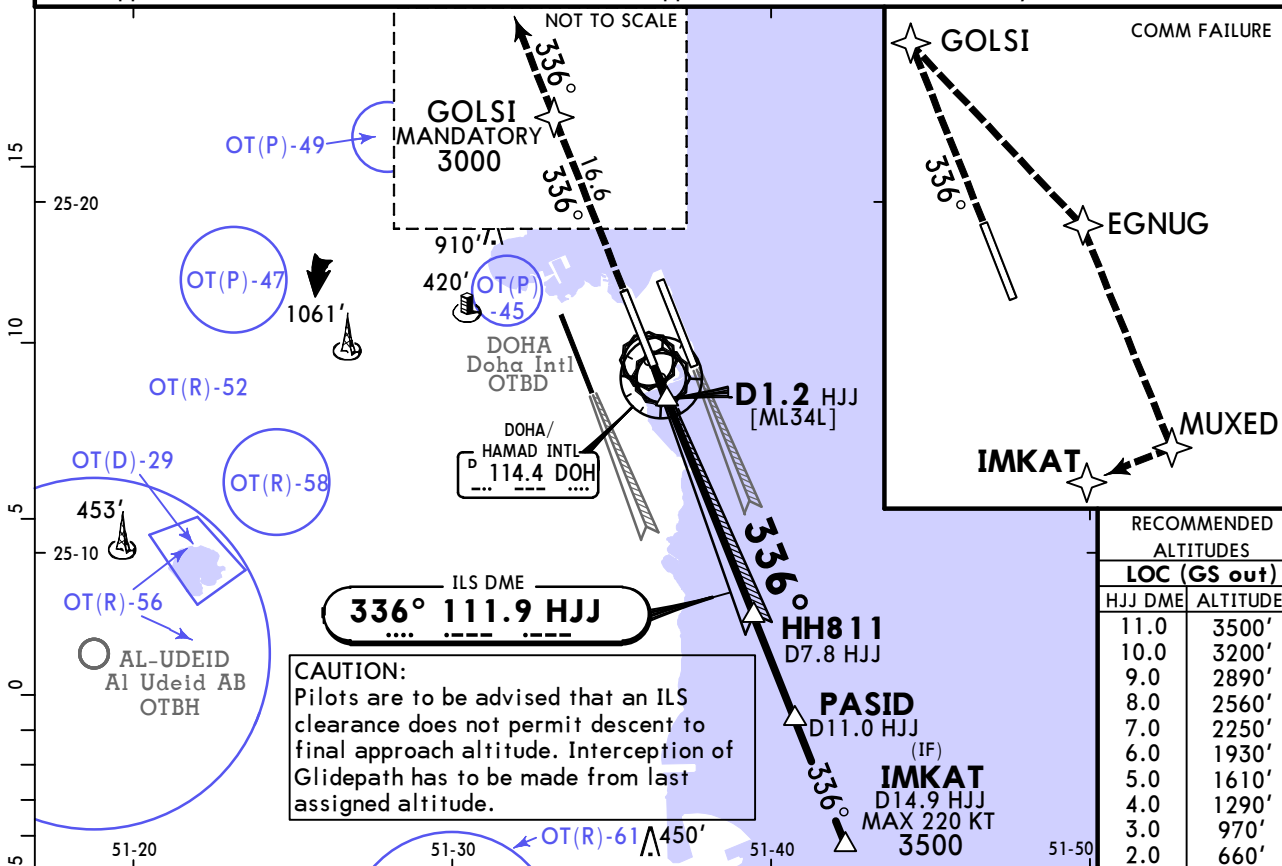 NOT TO SCALE
336°
GOLSI
MANDATORY
3000
16.6
336°
COMM FAILURE
GOLSI
336°
EGNUG
MUXED
IMKAT
15
10
5
0
5
25-20
25-10
OT(P)-49
OT(P)-47
1061'
910'
420'
OT(P)
-45
DOHA
Doha Intl
OTBD
OT(R)-52
OT(R)-58
OT(D)-29
453'
OT(R)-56
AL-UDEID
Al Udeid AB
OTBH
DOHA/
HAMAD INTL
D 114.4 DOH
D1.2 HJJ
[ML34L]
ILS DME
336° 111.9 HJJ
336°
HH811
D7.8 HJJ
PASID
D11.0 HJJ
(IF)
IMKAT
D14.9 HJJ
MAX 220 KT
3500
336°
CAUTION:
Pilots are to be advised that an ILS
clearance does not permit descent to
final approach altitude. Interception of
Glidepath has to be made from last
assigned altitude.
OT(R)-61
450'
51-20
51-30
51-40
51-50
RECOMMENDED
ALTITUDES
LOC (GS out)
HJJ DME ALTITUDE
11.0 3500'
10.0 3200'
9.0 2890'
8.0 2560'
7.0 2250'
6.0 1930'
5.0 1610'
4.0 1290'
3.0 970'
2.0 660'